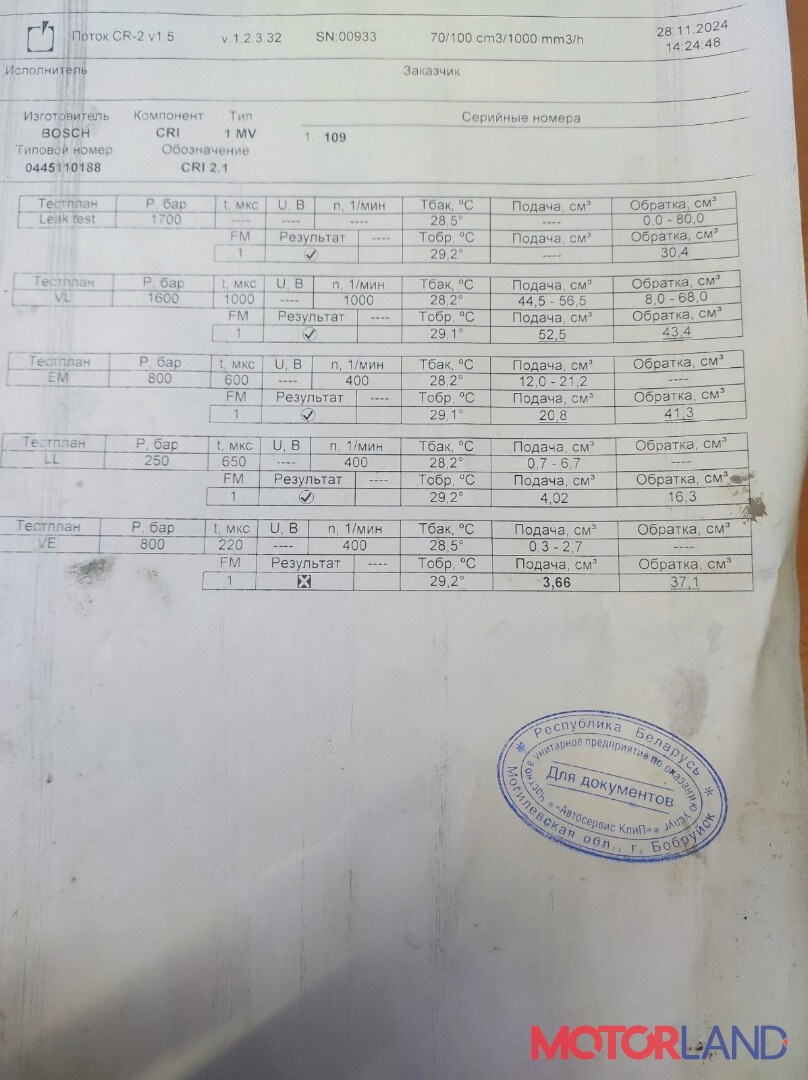 Поток CR-2 v1.5 v.1.2.3.32 SN:00933 70/100 cm3/1000 mm3/h 28.11.2024
14:24:48
Исполнитель Заказчик
Изготовитель Компонент Тип Серийные номера
BOSCH CRI 1 MV 1. 109
Типовой номер Обозначение
0445110188 CRI 2.1
Тестплан P, бар t, мкс U, В n, 1/мин Tбак, °С Подача, см³ Обратка, см³
Leak test 1700 ---- ---- ---- 28,5° ---- 0,0 - 80,0
FM Результат ---- Tобр, °С Подача, см³ Обратка, см³
1 ✓ 29,2° ---- 30,4
Тестплан P, бар t, мкс U, В n, 1/мин Tбак, °С Подача, см³ Обратка, см³
VL 1600 1000 ---- 1000 28,2° 44,5 - 56,5 8,0 - 68,0
FM Результат ---- Tобр, °С Подача, см³ Обратка, см³
1 ✓ 29,1° 52,5 43,4
Тестплан P, бар t, мкс U, В n, 1/мин Tбак, °С Подача, см³ Обратка, см³
EM 800 600 ---- 400 28,2° 12,0 - 21,2 ----
FM Результат ---- Tобр, °С Подача, см³ Обратка, см³
1 ✓ 29,1° 20,8 41,3
Тестплан P, бар t, мкс U, В n, 1/мин Tбак, °С Подача, см³ Обратка, см³
LL 250 650 ---- 400 28,2° 0,7 - 6,7 ----
FM Результат ---- Tобр, °С Подача, см³ Обратка, см³
1 ✓ 29,2° 4,02 16,3
Тестплан P, бар t, мкс U, В n, 1/мин Tбак, °С Подача, см³ Обратка, см³
VE 800 220 ---- 400 28,5° 0,3 - 2,7 ----
FM Результат ---- Tобр, °С Подача, см³ Обратка, см³
1 ☒ 29,2° 3,66 37,1
Республика Беларусь
Частное унитарное предприятие по оказанию услуг
Для документов
«Автосервис КлиП»
Могилевская обл., г. Бобруйск
MOTORLAND